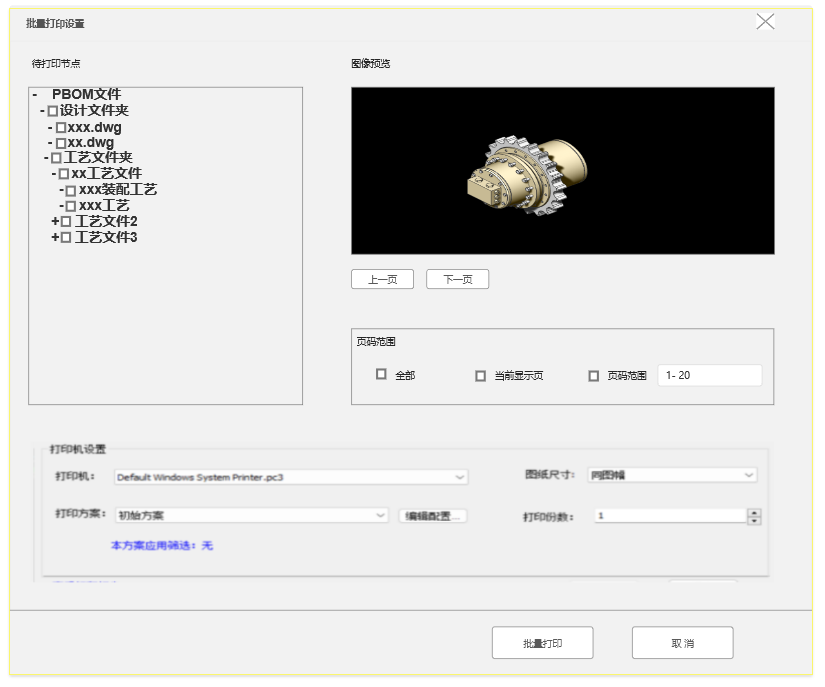 批量打印设置
待打印节点
- PBOM文件
- 设计文件夹
- xxx.dwg
- xx.dwg
- 工艺文件夹
- xx工艺文件
- xxx装配工艺
- xxx工艺
+ 工艺文件2
+ 工艺文件3
图像预览
上一页 下一页
页码范围
全部 当前显示页 页码范围 1- 20
打印机设置
打印机： Default Windows System Printer.pc3 图纸尺寸： 同图幅
打印方案： 初始方案 编辑配置... 打印份数： 1
本方案应用筛选：无
批量打印 取 消